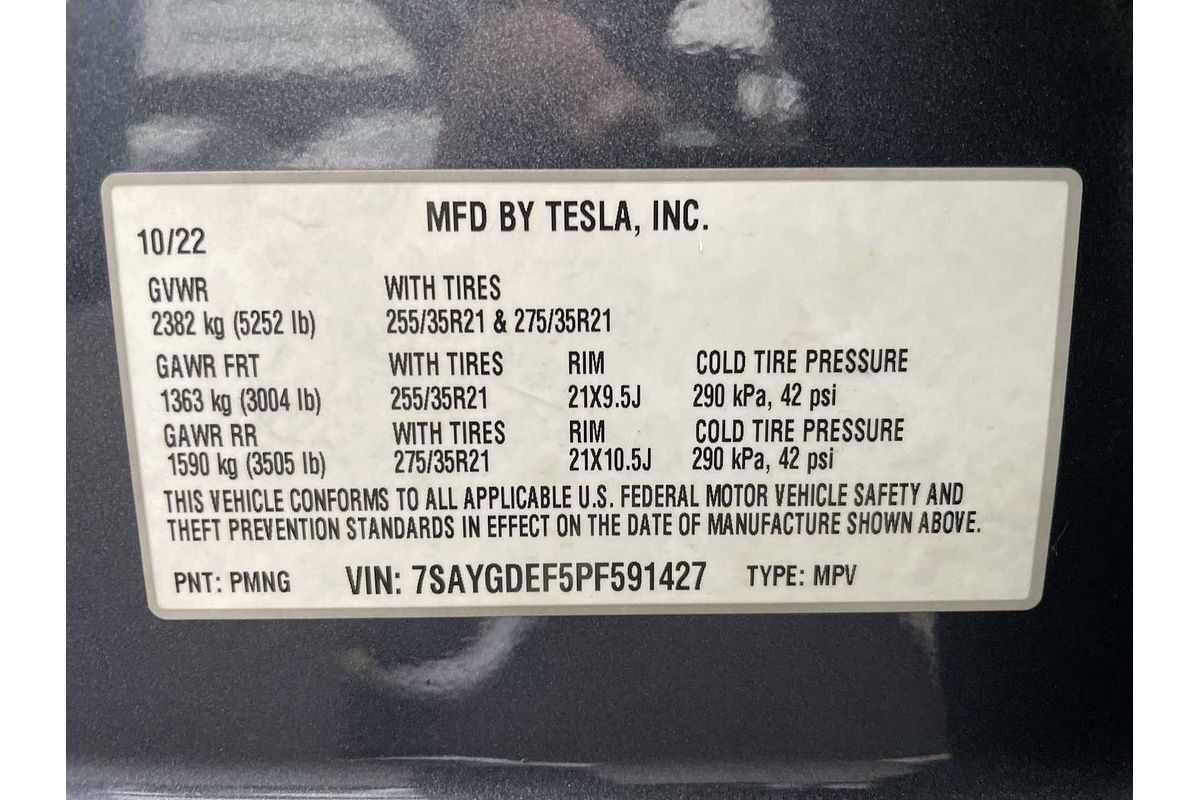 MFD BY TESLA, INC.
10/22
GVWR WITH TIRES
2382 kg (5252 lb) 255/35R21 & 275/35R21
GAWR FRT WITH TIRES RIM COLD TIRE PRESSURE
1363 kg (3004 lb) 255/35R21 21X9.5J 290 kPa, 42 psi
GAWR RR WITH TIRES RIM COLD TIRE PRESSURE
1590 kg (3505 lb) 275/35R21 21X10.5J 290 kPa, 42 psi
THIS VEHICLE CONFORMS TO ALL APPLICABLE U.S. FEDERAL MOTOR VEHICLE SAFETY AND
THEFT PREVENTION STANDARDS IN EFFECT ON THE DATE OF MANUFACTURE SHOWN ABOVE.
PNT: PMNG VIN: 7SAYGDEF5PF591427 TYPE: MPV